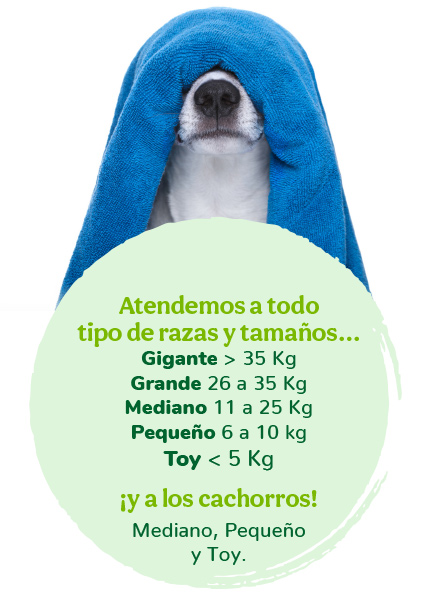 Atendemos a todo
tipo de razas y tamaños...
Gigante > 35 Kg
Grande 26 a 35 Kg
Mediano 11 a 25 Kg
Pequeño 6 a 10 kg
Toy < 5 Kg
¡y a los cachorros!
Mediano, Pequeño
y Toy.